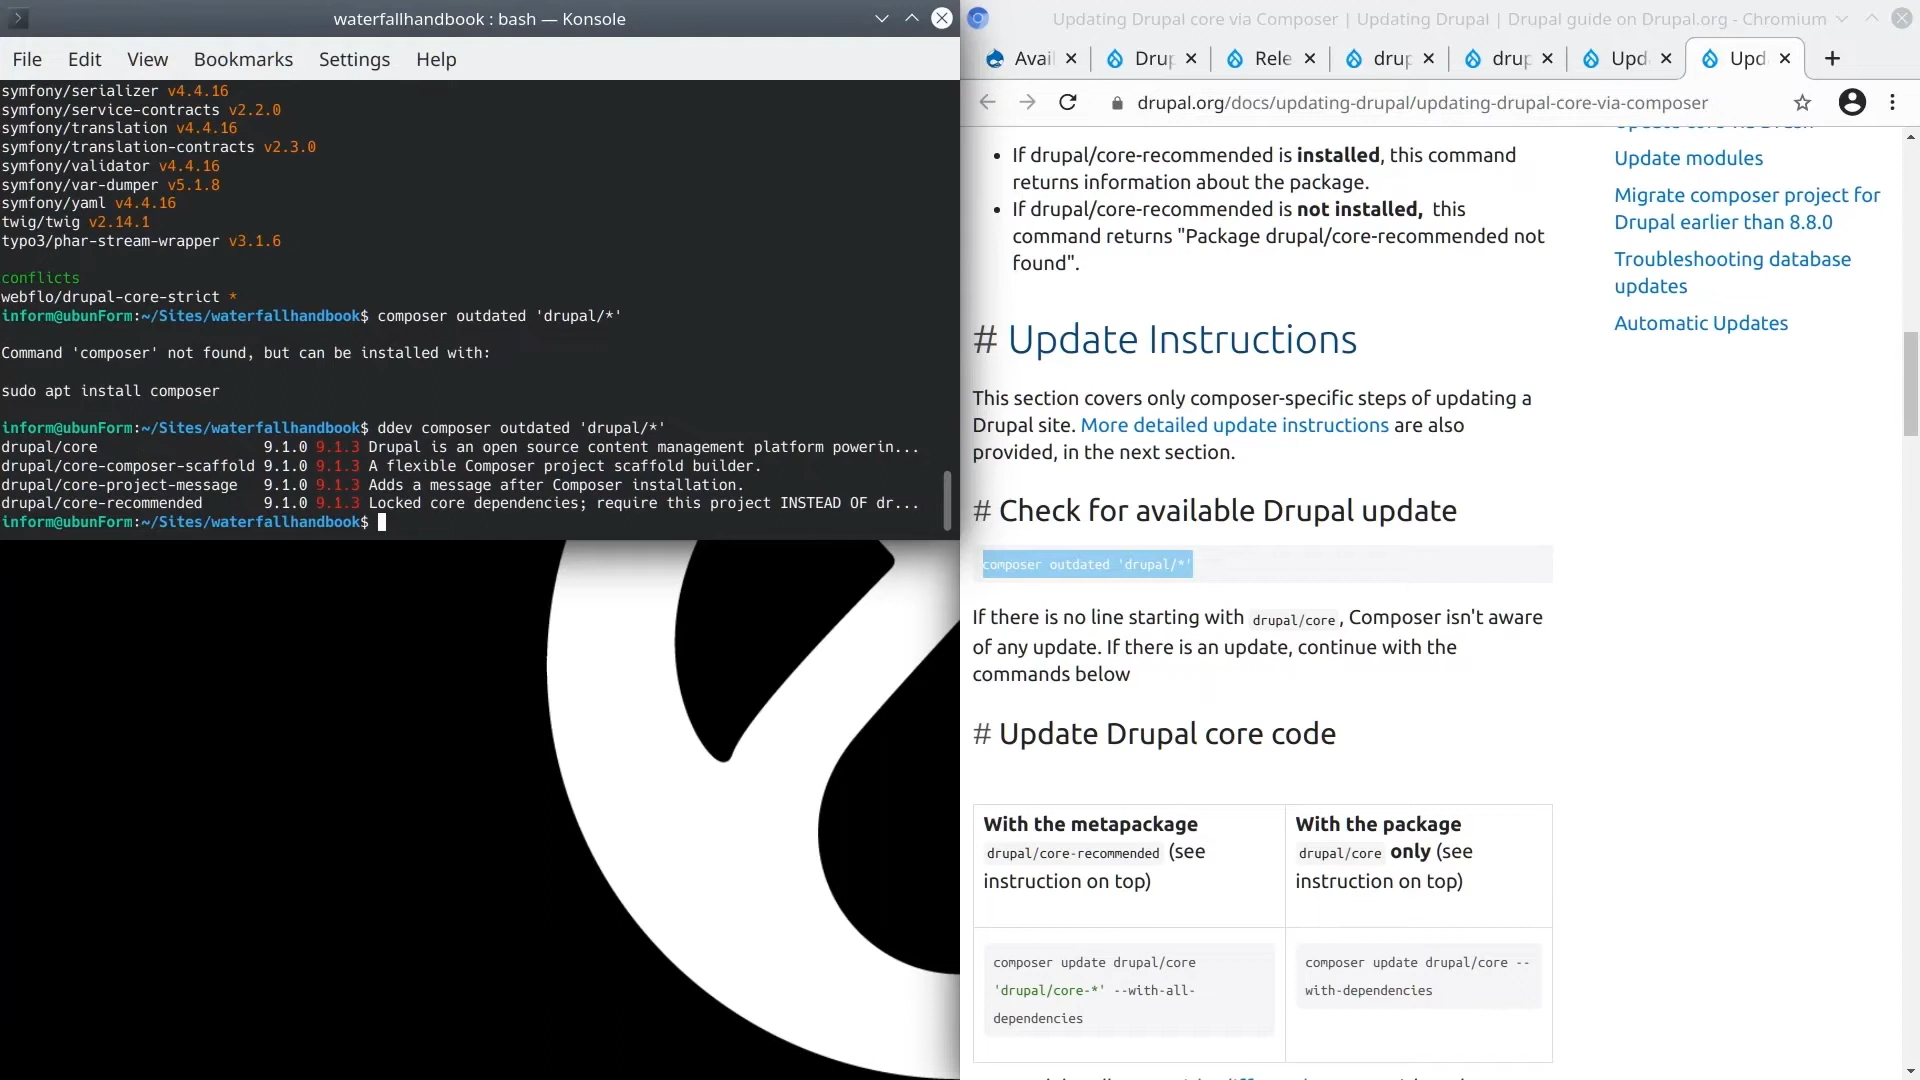 waterfallhandbook : bash — Konsole
File Edit View Bookmarks Settings Help
symfony/serializer v4.4.16
symfony/service-contracts v2.2.0
symfony/translation v4.4.16
symfony/translation-contracts v2.3.0
symfony/validator v4.4.16
symfony/var-dumper v5.1.8
symfony/yaml v4.4.16
twig/twig v2.14.1
typo3/phar-stream-wrapper v3.1.6
conflicts
webflo/drupal-core-strict *
inform@ubunForm:~/Sites/waterfallhandbook$ composer outdated 'drupal/*'
Command 'composer' not found, but can be installed with:
sudo apt install composer
inform@ubunForm:~/Sites/waterfallhandbook$ ddev composer outdated 'drupal/*'
drupal/core 9.1.0 9.1.3 Drupal is an open source content management platform powerin...
drupal/core-composer-scaffold 9.1.0 9.1.3 A flexible Composer project scaffold builder.
drupal/core-project-message 9.1.0 9.1.3 Adds a message after Composer installation.
drupal/core-recommended 9.1.0 9.1.3 Locked core dependencies; require this project INSTEAD OF dr...
inform@ubunForm:~/Sites/waterfallhandbook$
Updating Drupal core via Composer | Updating Drupal | Drupal guide on Drupal.org - Chromium
Avai Drup Rele drup drup Upd Upd
drupal.org/docs/updating-drupal/updating-drupal-core-via-composer
• If drupal/core-recommended is installed, this command
returns information about the package.
• If drupal/core-recommended is not installed, this
command returns "Package drupal/core-recommended not
found".
# Update Instructions
This section covers only composer-specific steps of updating a
Drupal site. More detailed update instructions are also
provided, in the next section.
# Check for available Drupal update
composer outdated 'drupal/*'
If there is no line starting with drupal/core, Composer isn't aware
of any update. If there is an update, continue with the
commands below
# Update Drupal core code
With the metapackage
drupal/core-recommended (see
instruction on top)
With the package
drupal/core only (see
instruction on top)
composer update drupal/core
'drupal/core-*' --with-all-
dependencies
composer update drupal/core --
with-dependencies
Update modules
Migrate composer project for
Drupal earlier than 8.8.0
Troubleshooting database
updates
Automatic Updates